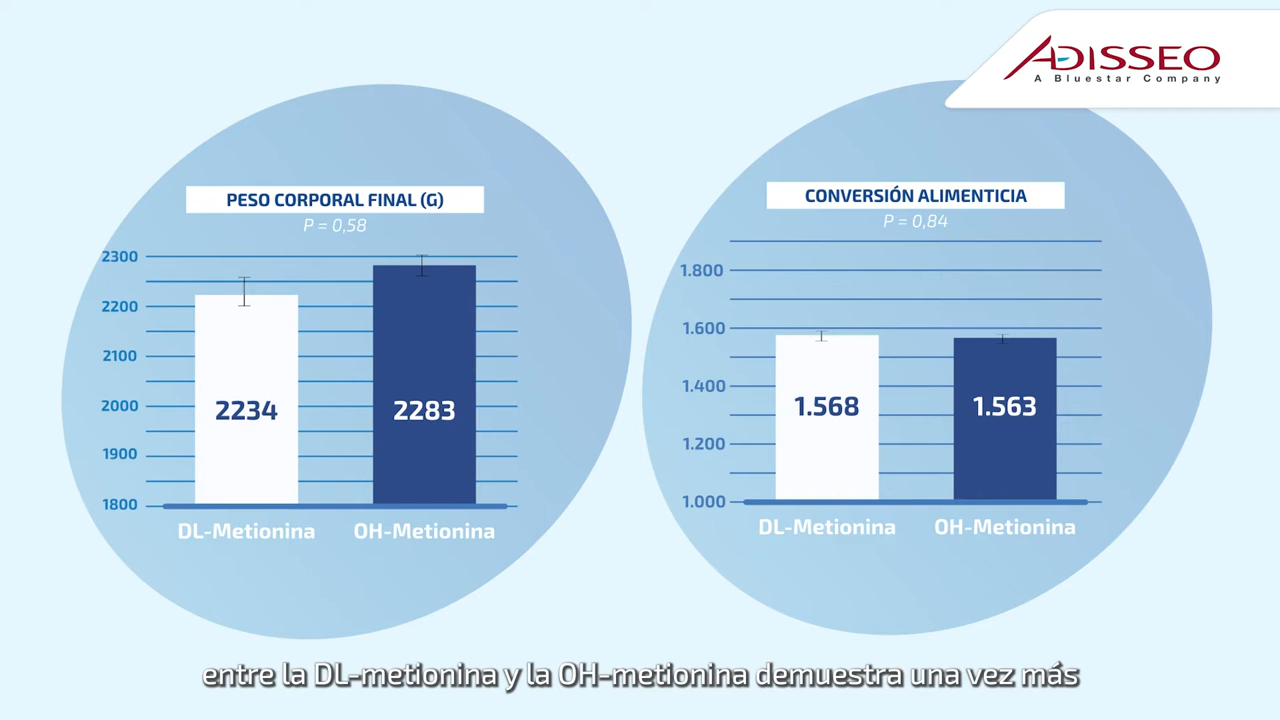 ADISSEO
A Bluestar Company
PESO CORPORAL FINAL (G)
P = 0,58
2300
2200
2100
2000
1900
1800
2234
2283
DL-Metionina
OH-Metionina
CONVERSIÓN ALIMENTICIA
P = 0,84
1.800
1.600
1.400
1.200
1.000
1.568
1.563
DL-Metionina
OH-Metionina
entre la DL-metionina y la OH-metionina demuestra una vez más